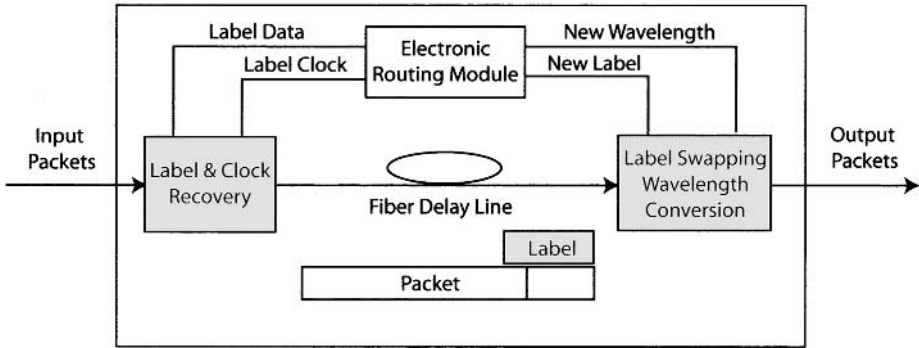 Label Data
Label Clock
Electronic
Routing Module
New Wavelength
New Label
Input
Packets
Label & Clock
Recovery
Fiber Delay Line
Label Swapping
Wavelength
Conversion
Output
Packets
Label
Packet